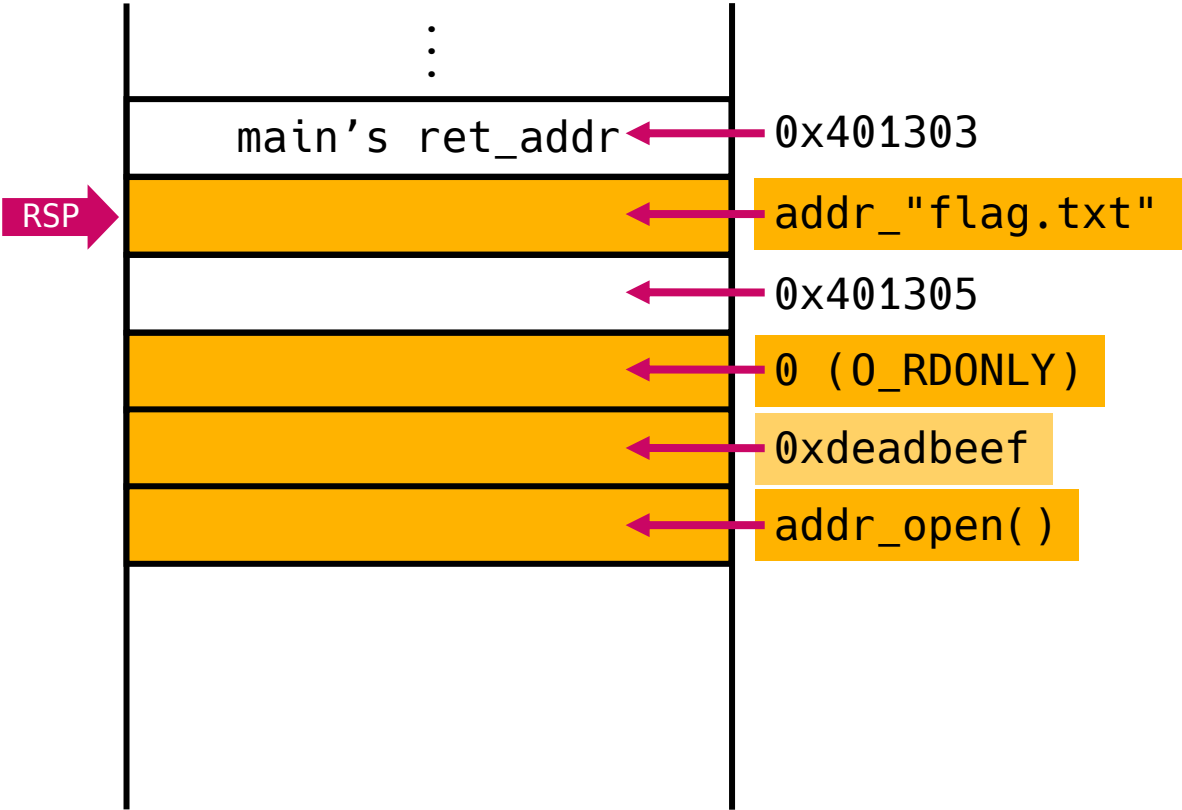 ⋮
main’s ret_addr
0x401303
RSP
addr_"flag.txt"
0x401305
0 (O_RDONLY)
0xdeadbeef
addr_open()